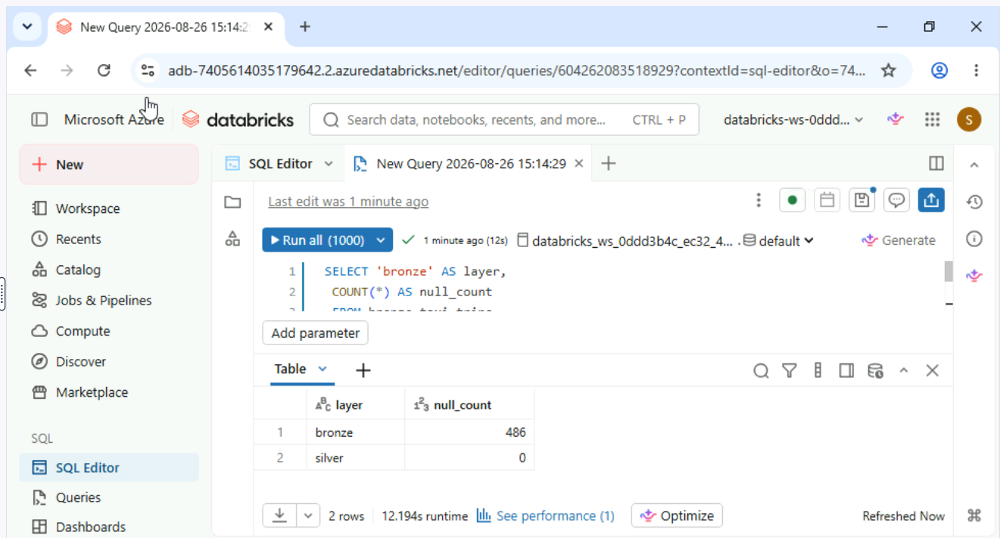 New Query 2026-08-26 15:14:2
adb-7405614035179642.2.azuredatabricks.net/editor/queries/604262083518929?contextId=sql-editor&o=74...
Microsoft Azure databricks Search data, notebooks, recents, and more... CTRL + P databricks-ws-0ddd... S
New
Workspace
Recents
Catalog
Jobs & Pipelines
Compute
Discover
Marketplace
SQL
SQL Editor
Queries
Dashboards
SQL Editor New Query 2026-08-26 15:14:29
Last edit was 1 minute ago
Run all (1000) 1 minute ago (12s) databricks_ws_0ddd3b4c_ec32_4... . default Generate
1 SELECT 'bronze' AS layer,
2 COUNT(*) AS null_count
3 FROM bronze.taxi_trips
Add parameter
Table
layer null_count
1 bronze 486
2 silver 0
2 rows 12.194s runtime See performance (1) Optimize Refreshed Now